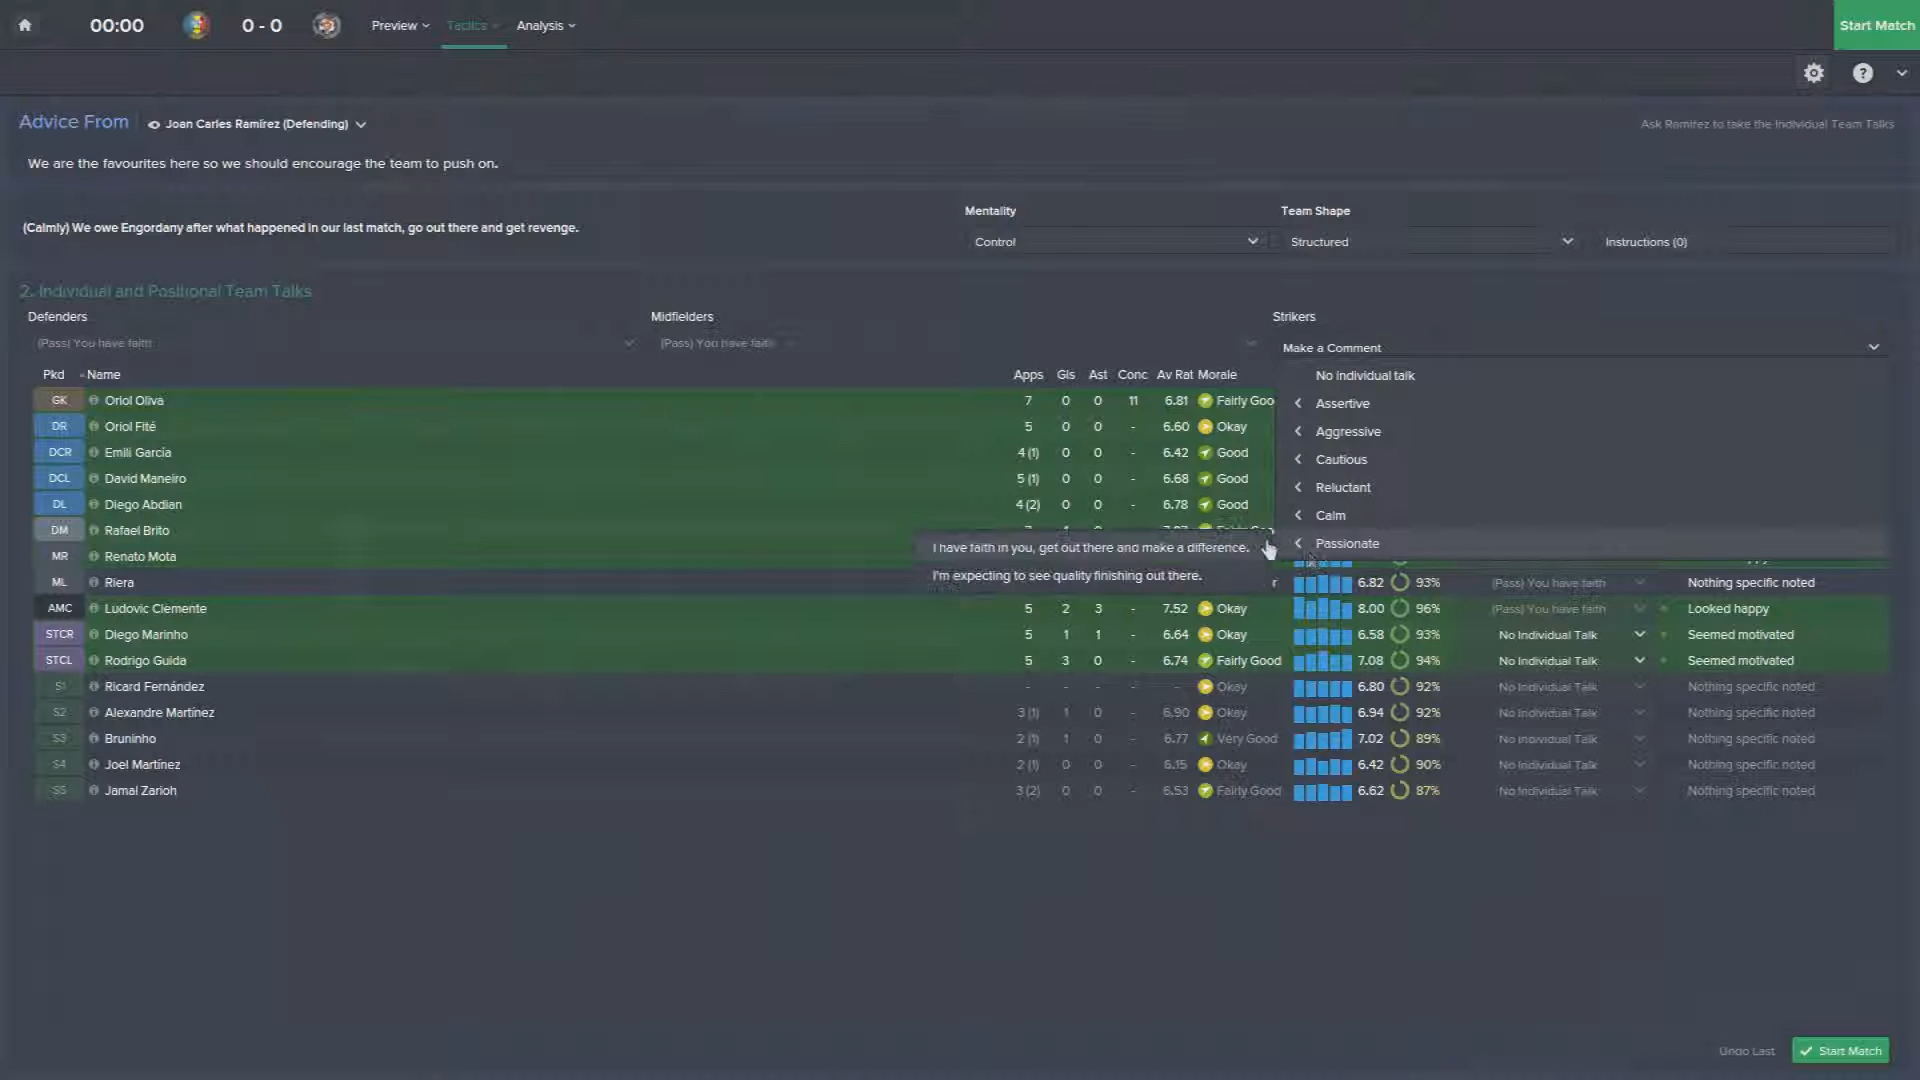 00:00 0 - 0 Preview Tactics Analysis Start Match
?
Advice From Joan Carles Ramírez (Defending) Ask Ramírez to take the Individual Team Talks
We are the favourites here so we should encourage the team to push on.
Mentality Team Shape
(Calmly) We owe Engordany after what happened in our last match, go out there and get revenge.
Control Structured Instructions (0)
2. Individual and Positional Team Talks
Defenders Midfielders Strikers
(Pass) You have faith (Pass) You have faith Make a Comment
Pkd Name Apps Gls Ast Conc Av Rat Morale
No individual talk
GK Oriol Oliva 7 0 0 11 6.81 Fairly Goo
Assertive
DR Oriol Fité 5 0 0 - 6.60 Okay
Aggressive
DCR Emili García 4 (1) 0 0 - 6.42 Good
Cautious
DCL David Maneiro 5 (1) 0 0 - 6.68 Good
Reluctant
DL Diego Abdian 4 (2) 0 0 - 6.78 Good
Calm
DM Rafael Brito
Passionate
I have faith in you, get out there and make a difference.
MR Renato Mota
I'm expecting to see quality finishing out there.
ML Riera r 6.82 93% (Pass) You have faith Nothing specific noted
AMC Ludovic Clemente 5 2 3 - 7.52 Okay 8.00 96% (Pass) You have faith Looked happy
STCR Diego Marinho 5 1 1 - 6.64 Okay 6.58 93% No Individual Talk Seemed motivated
STCL Rodrigo Guida 5 3 0 - 6.74 Fairly Good 7.08 94% No Individual Talk Seemed motivated
S1 Ricard Fernández - - - - - Okay 6.80 92% No Individual Talk Nothing specific noted
S2 Alexandre Martínez 3 (1) 1 0 - 6.90 Okay 6.94 92% No Individual Talk Nothing specific noted
S3 Bruninho 2 (1) 1 0 - 6.77 Very Good 7.02 89% No Individual Talk Nothing specific noted
S4 Joel Martínez 2 (1) 0 0 - 6.15 Okay 6.42 90% No Individual Talk Nothing specific noted
S5 Jamal Zarioh 3 (2) 0 0 - 6.53 Fairly Good 6.62 87% No Individual Talk Nothing specific noted
Undo Last Start Match